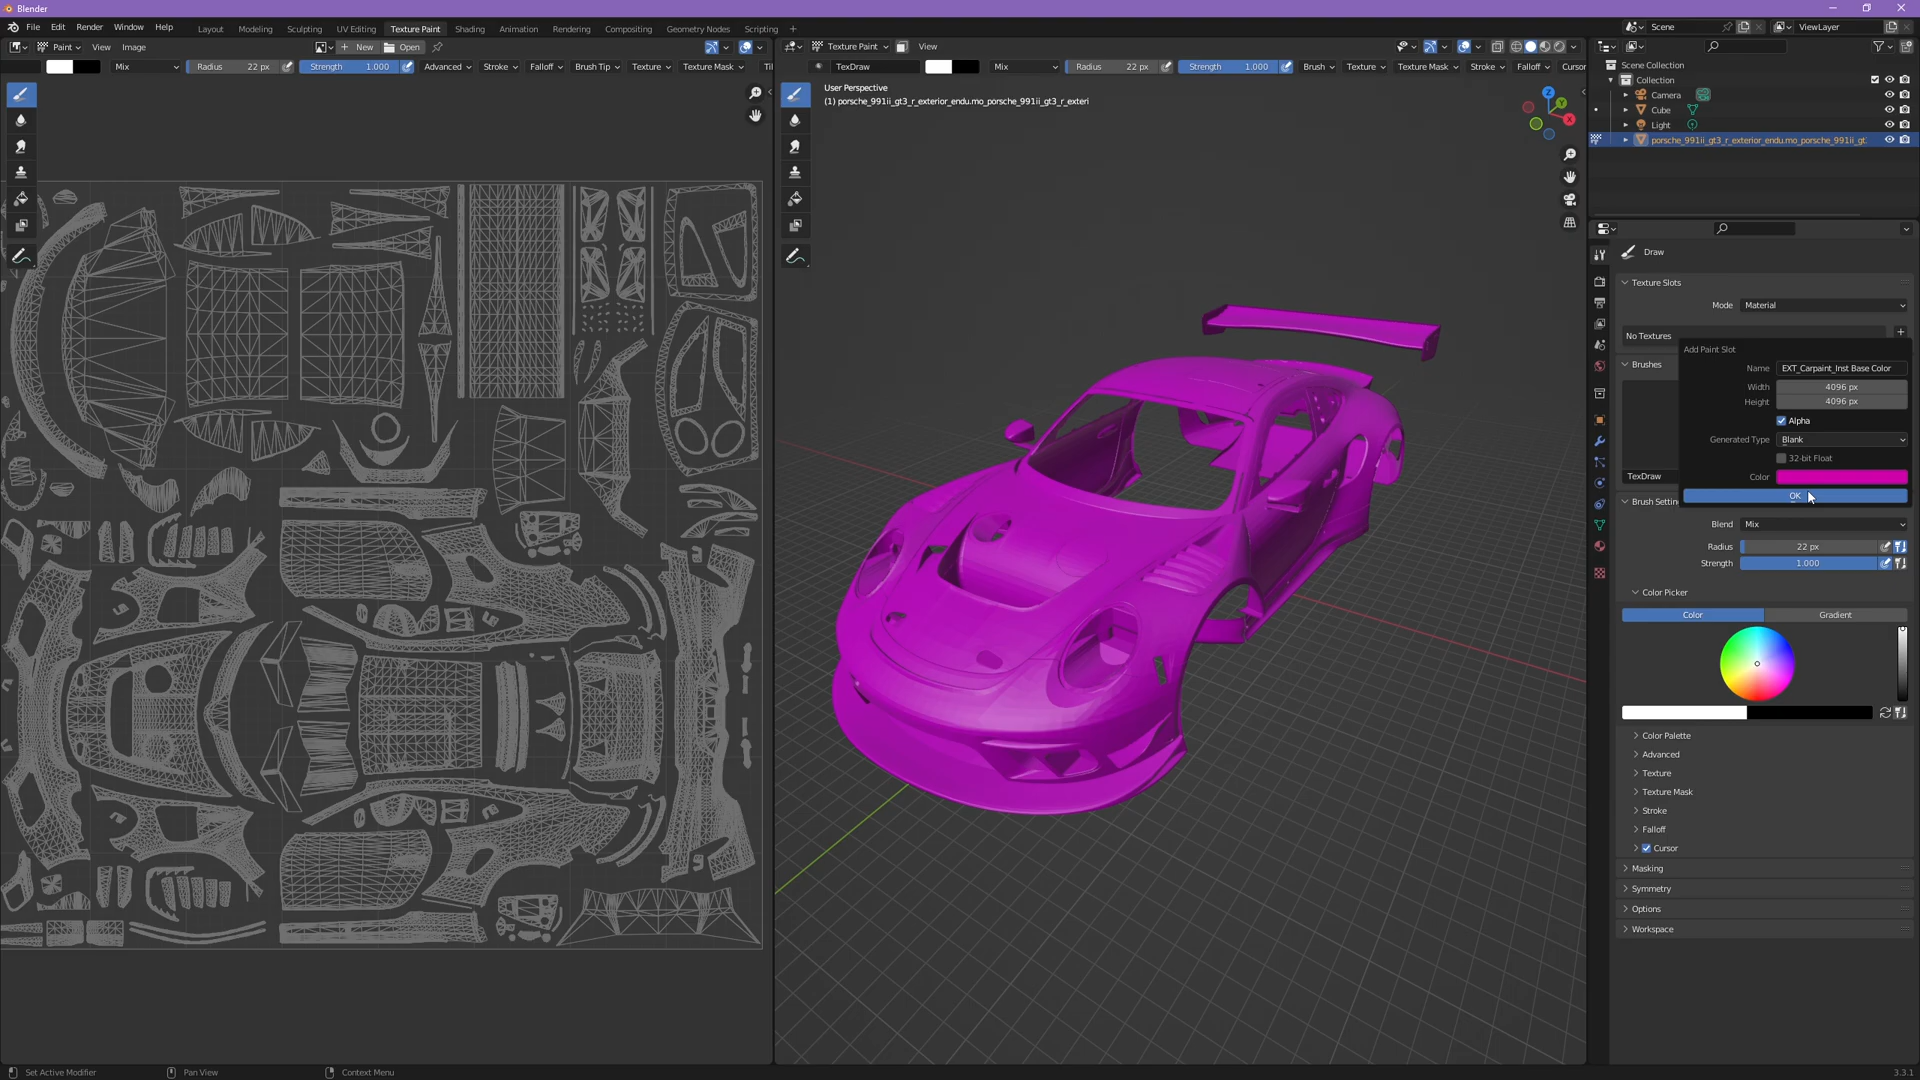 Blender
File Edit Render Window Help Layout Modeling Sculpting UV Editing Texture Paint Shading Animation Rendering Compositing Geometry Nodes Scripting + Scene ViewLayer
Paint View Image New Open Texture Paint View
Mix Radius 22 px Strength 1.000 Advanced Stroke Falloff Brush Tip Texture Texture Mask Til TexDraw Mix Radius 22 px Strength 1.000 Brush Texture Texture Mask Stroke Falloff Cursor
User Perspective
(1) porsche_991ii_gt3_r_exterior_endu.mo_porsche_991ii_gt3_r_exteri
Z
Y
X
Scene Collection
Collection
Camera
Cube
Light
porsche_991ii_gt3_r_exterior_endu.mo_porsche_991ii_gt
Draw
Texture Slots
Mode Material
No Textures
Add Paint Slot
Name EXT_Carpaint_Inst Base Color
Brushes
Width 4096 px
Height 4096 px
Alpha
Generated Type Blank
32-bit Float
TexDraw
Color
OK
Brush Settin
Blend Mix
Radius 22 px
Strength 1.000
Color Picker
Color Gradient
Color Palette
Advanced
Texture
Texture Mask
Stroke
Falloff
Cursor
Masking
Symmetry
Options
Workspace
Set Active Modifier Pan View Context Menu 3.3.1